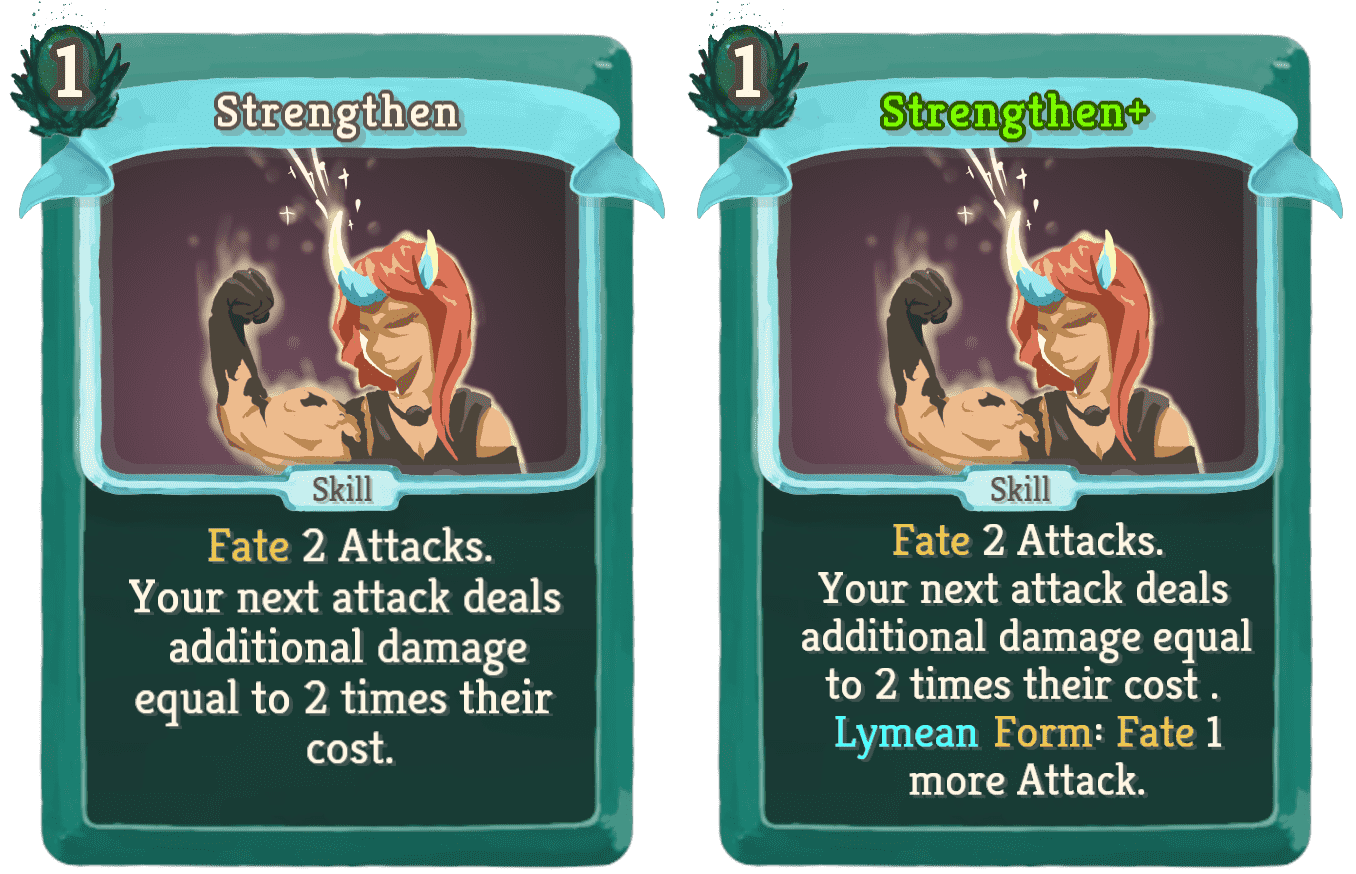 1
Strengthen
Skill
Fate 2 Attacks.
Your next attack deals
additional damage
equal to 2 times their
cost.
1
Strengthen+
Skill
Fate 2 Attacks.
Your next attack deals
additional damage equal
to 2 times their cost .
Lymean Form: Fate 1
more Attack.